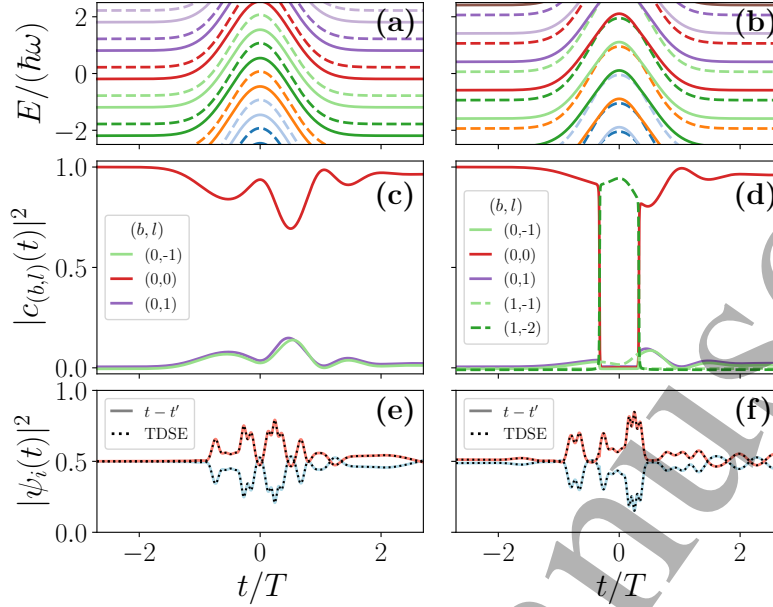 (a)
(b)
E/(ħω)
2
0
−2
(c)
(d)
|c(b,l)(t)|²
1.0
0.5
0.0
(b, l)
(0,-1)
(0,0)
(0,1)
(b, l)
(0,-1)
(0,0)
(0,1)
(1,-1)
(1,-2)
(e)
(f)
|ψi(t)|²
1.0
0.5
0.0
t − t′
TDSE
t − t′
TDSE
−2
0
2
−2
0
2
t/T
t/T